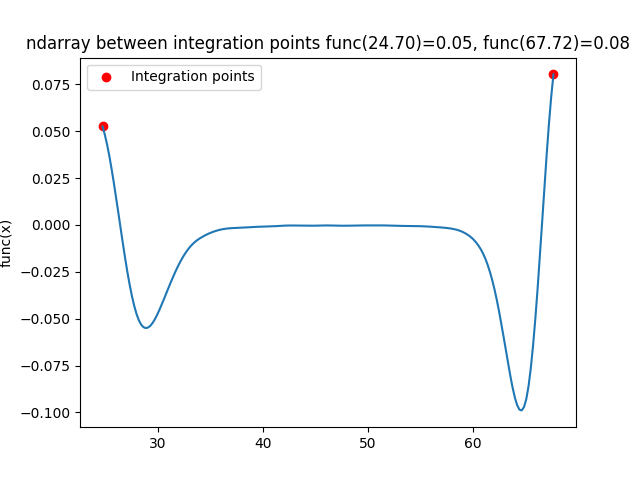 ndarray between integration points func(24.70)=0.05, func(67.72)=0.08
Integration points
0.075
0.050
0.025
0.000
−0.025
−0.050
−0.075
−0.100
func(x)
30 40 50 60